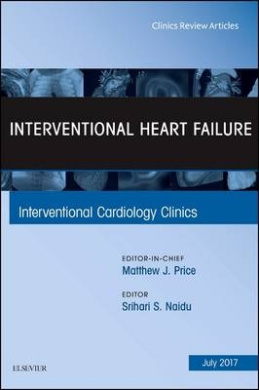 Clinics Review Articles
INTERVENTIONAL HEART FAILURE
Interventional Cardiology Clinics
EDITOR-IN-CHIEF
Matthew J. Price
EDITOR
Srihari S. Naidu
ELSEVIER
July 2017